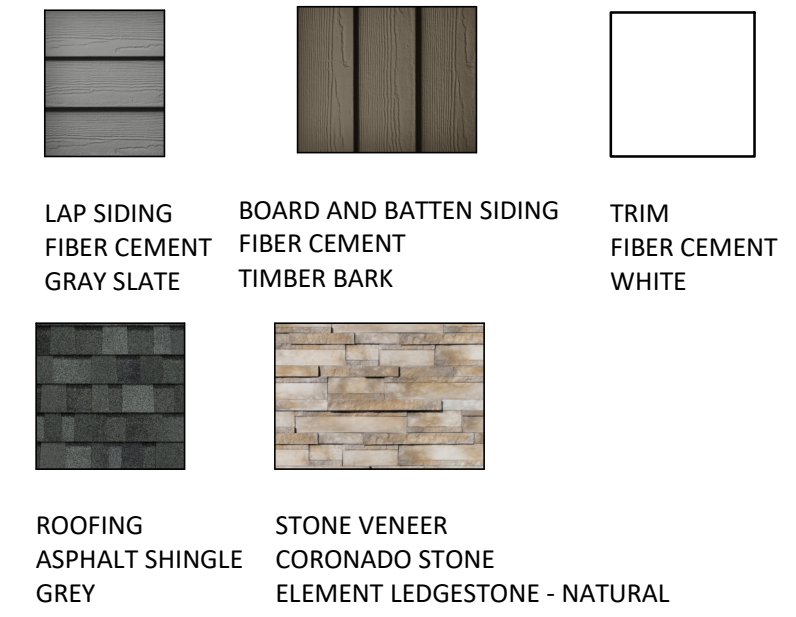 LAP SIDING
FIBER CEMENT
GRAY SLATE
BOARD AND BATTEN SIDING
FIBER CEMENT
TIMBER BARK
TRIM
FIBER CEMENT
WHITE
ROOFING
ASPHALT SHINGLE
GREY
STONE VENEER
CORONADO STONE
ELEMENT LEDGESTONE - NATURAL